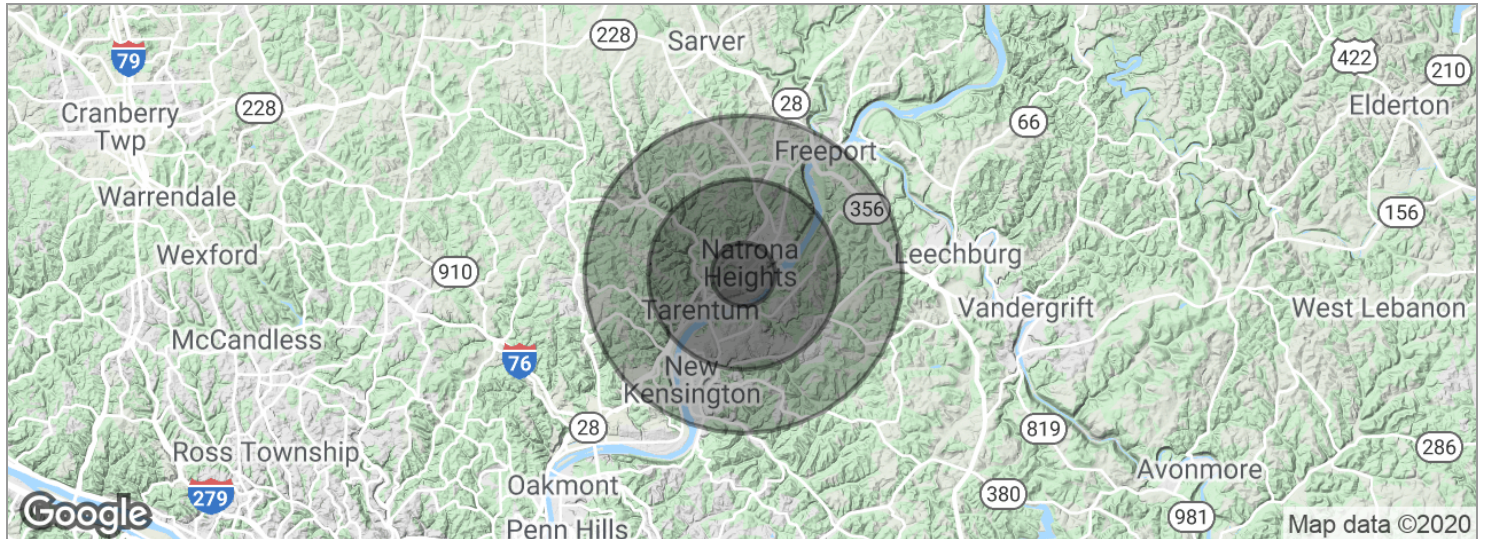 228
Sarver
79
422
210
Cranberry
Twp
228
28
Elderton
66
Freeport
Warrendale
356
156
Wexford
910
Natrona
Heights
Leechburg
Tarentum
Vandergrift
West Lebanon
McCandless
76
New
Kensington
28
819
286
Ross Township
Avonmore
Oakmont
279
380
981
Google
Penn Hills
Map data ©2020